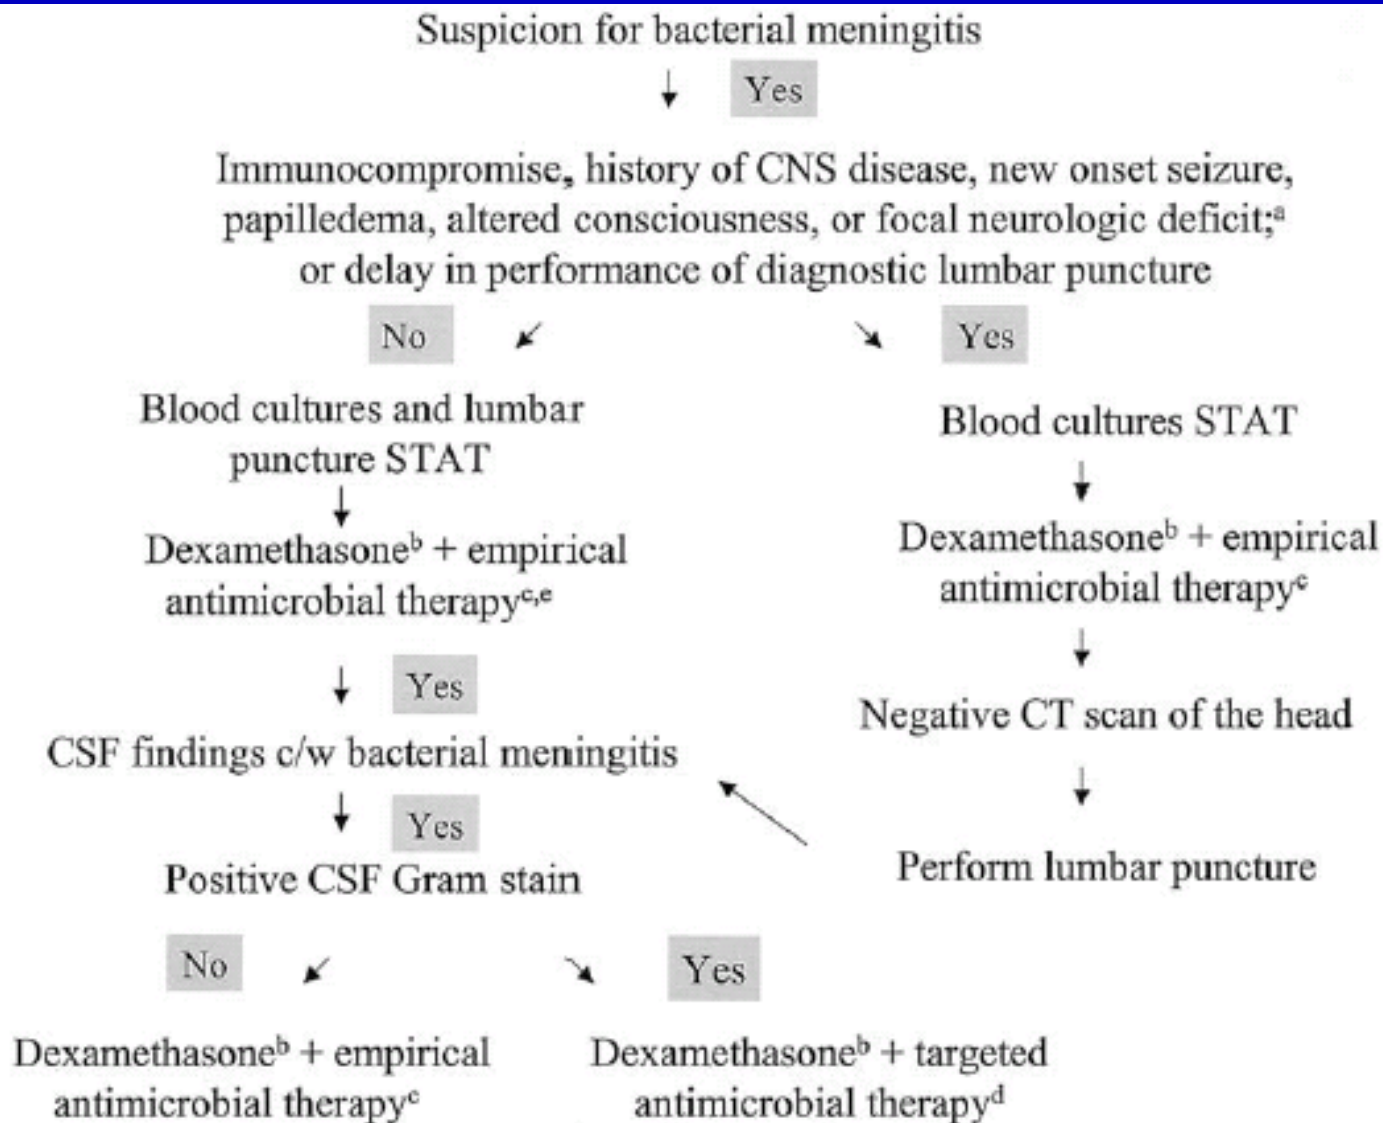 Suspicion for bacterial meningitis
Yes
Immunocompromise, history of CNS disease, new onset seizure,
papilledema, altered consciousness, or focal neurologic deficit;ᵃ
or delay in performance of diagnostic lumbar puncture
No
Yes
Blood cultures and lumbar
puncture STAT
Blood cultures STAT
Dexamethasoneᵇ + empirical
antimicrobial therapyᶜ,ᵉ
Dexamethasoneᵇ + empirical
antimicrobial therapyᶜ
Yes
Negative CT scan of the head
CSF findings c/w bacterial meningitis
Yes
Perform lumbar puncture
Positive CSF Gram stain
No
Yes
Dexamethasoneᵇ + empirical
antimicrobial therapyᶜ
Dexamethasoneᵇ + targeted
antimicrobial therapyᵈ